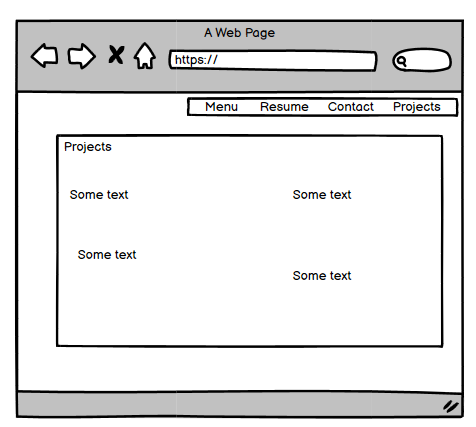 A Web Page
https://
Menu Resume Contact Projects
Projects
Some text Some text
Some text
Some text